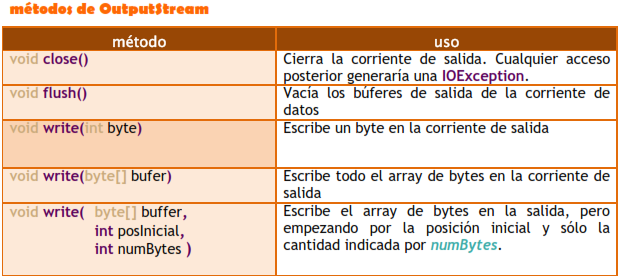 métodos de OutputStream
método uso
void close() Cierra la corriente de salida. Cualquier acceso
posterior generaría una IOException.
void flush() Vacía los búferes de salida de la corriente de
datos
void write(int byte) Escribe un byte en la corriente de salida
void write(byte[] bufer) Escribe todo el array de bytes en la corriente de
salida
void write( byte[] buffer, Escribe el array de bytes en la salida, pero
int posInicial, empezando por la posición inicial y sólo la
int numBytes ) cantidad indicada por numBytes.